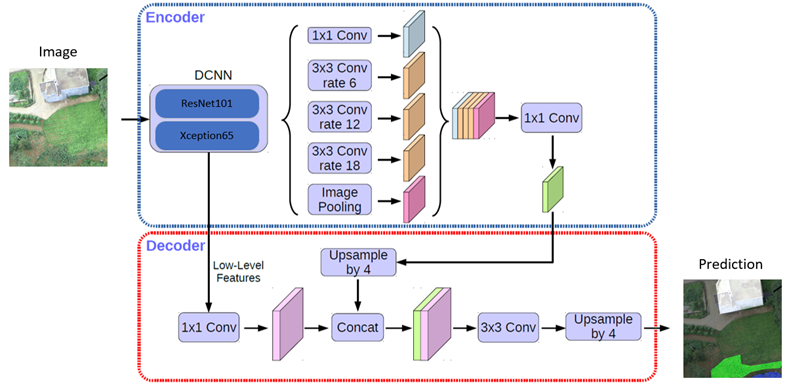 Encoder
Image
DCNN
ResNet101
Xception65
1x1 Conv
3x3 Conv
rate 6
3x3 Conv
rate 12
3x3 Conv
rate 18
Image
Pooling
1x1 Conv
Decoder
Low-Level
Features
Upsample
by 4
1x1 Conv
Concat
3x3 Conv
Upsample
by 4
Prediction